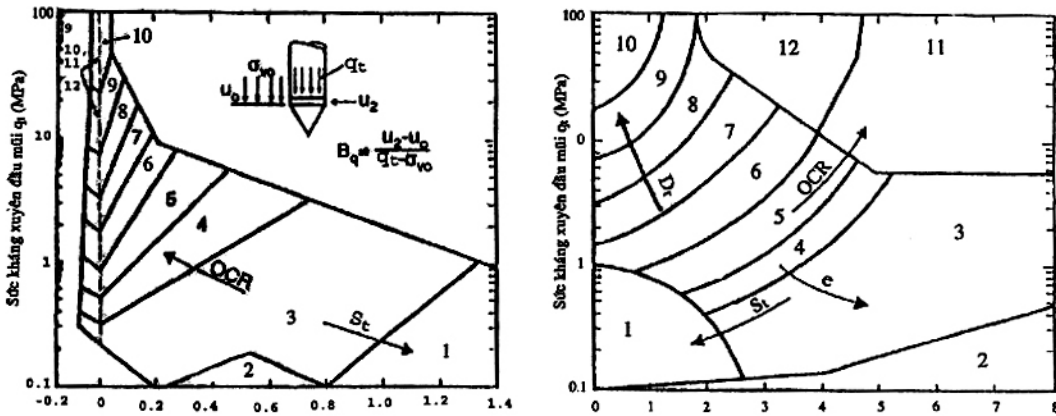 Sức kháng xuyên đầu mũi qt (MPa)
100
10
1
0.1
-0.2 0 0.2 0.4 0.6 0.8 1.0 1.2 1.4
9
10,
11,
12
10
9
8
7
6
5
4
3
2
1
OCR
St
σvo
uo
qt
u2
Bq = u2-uo / qt-σvo
Sức kháng xuyên đầu mũi qt (MPa)
100
0
1
0.1
0 1 2 3 4 5 6 7 8
10
9
8
7
6
5
4
3
12
11
1
2
Dr
OCR
e
St